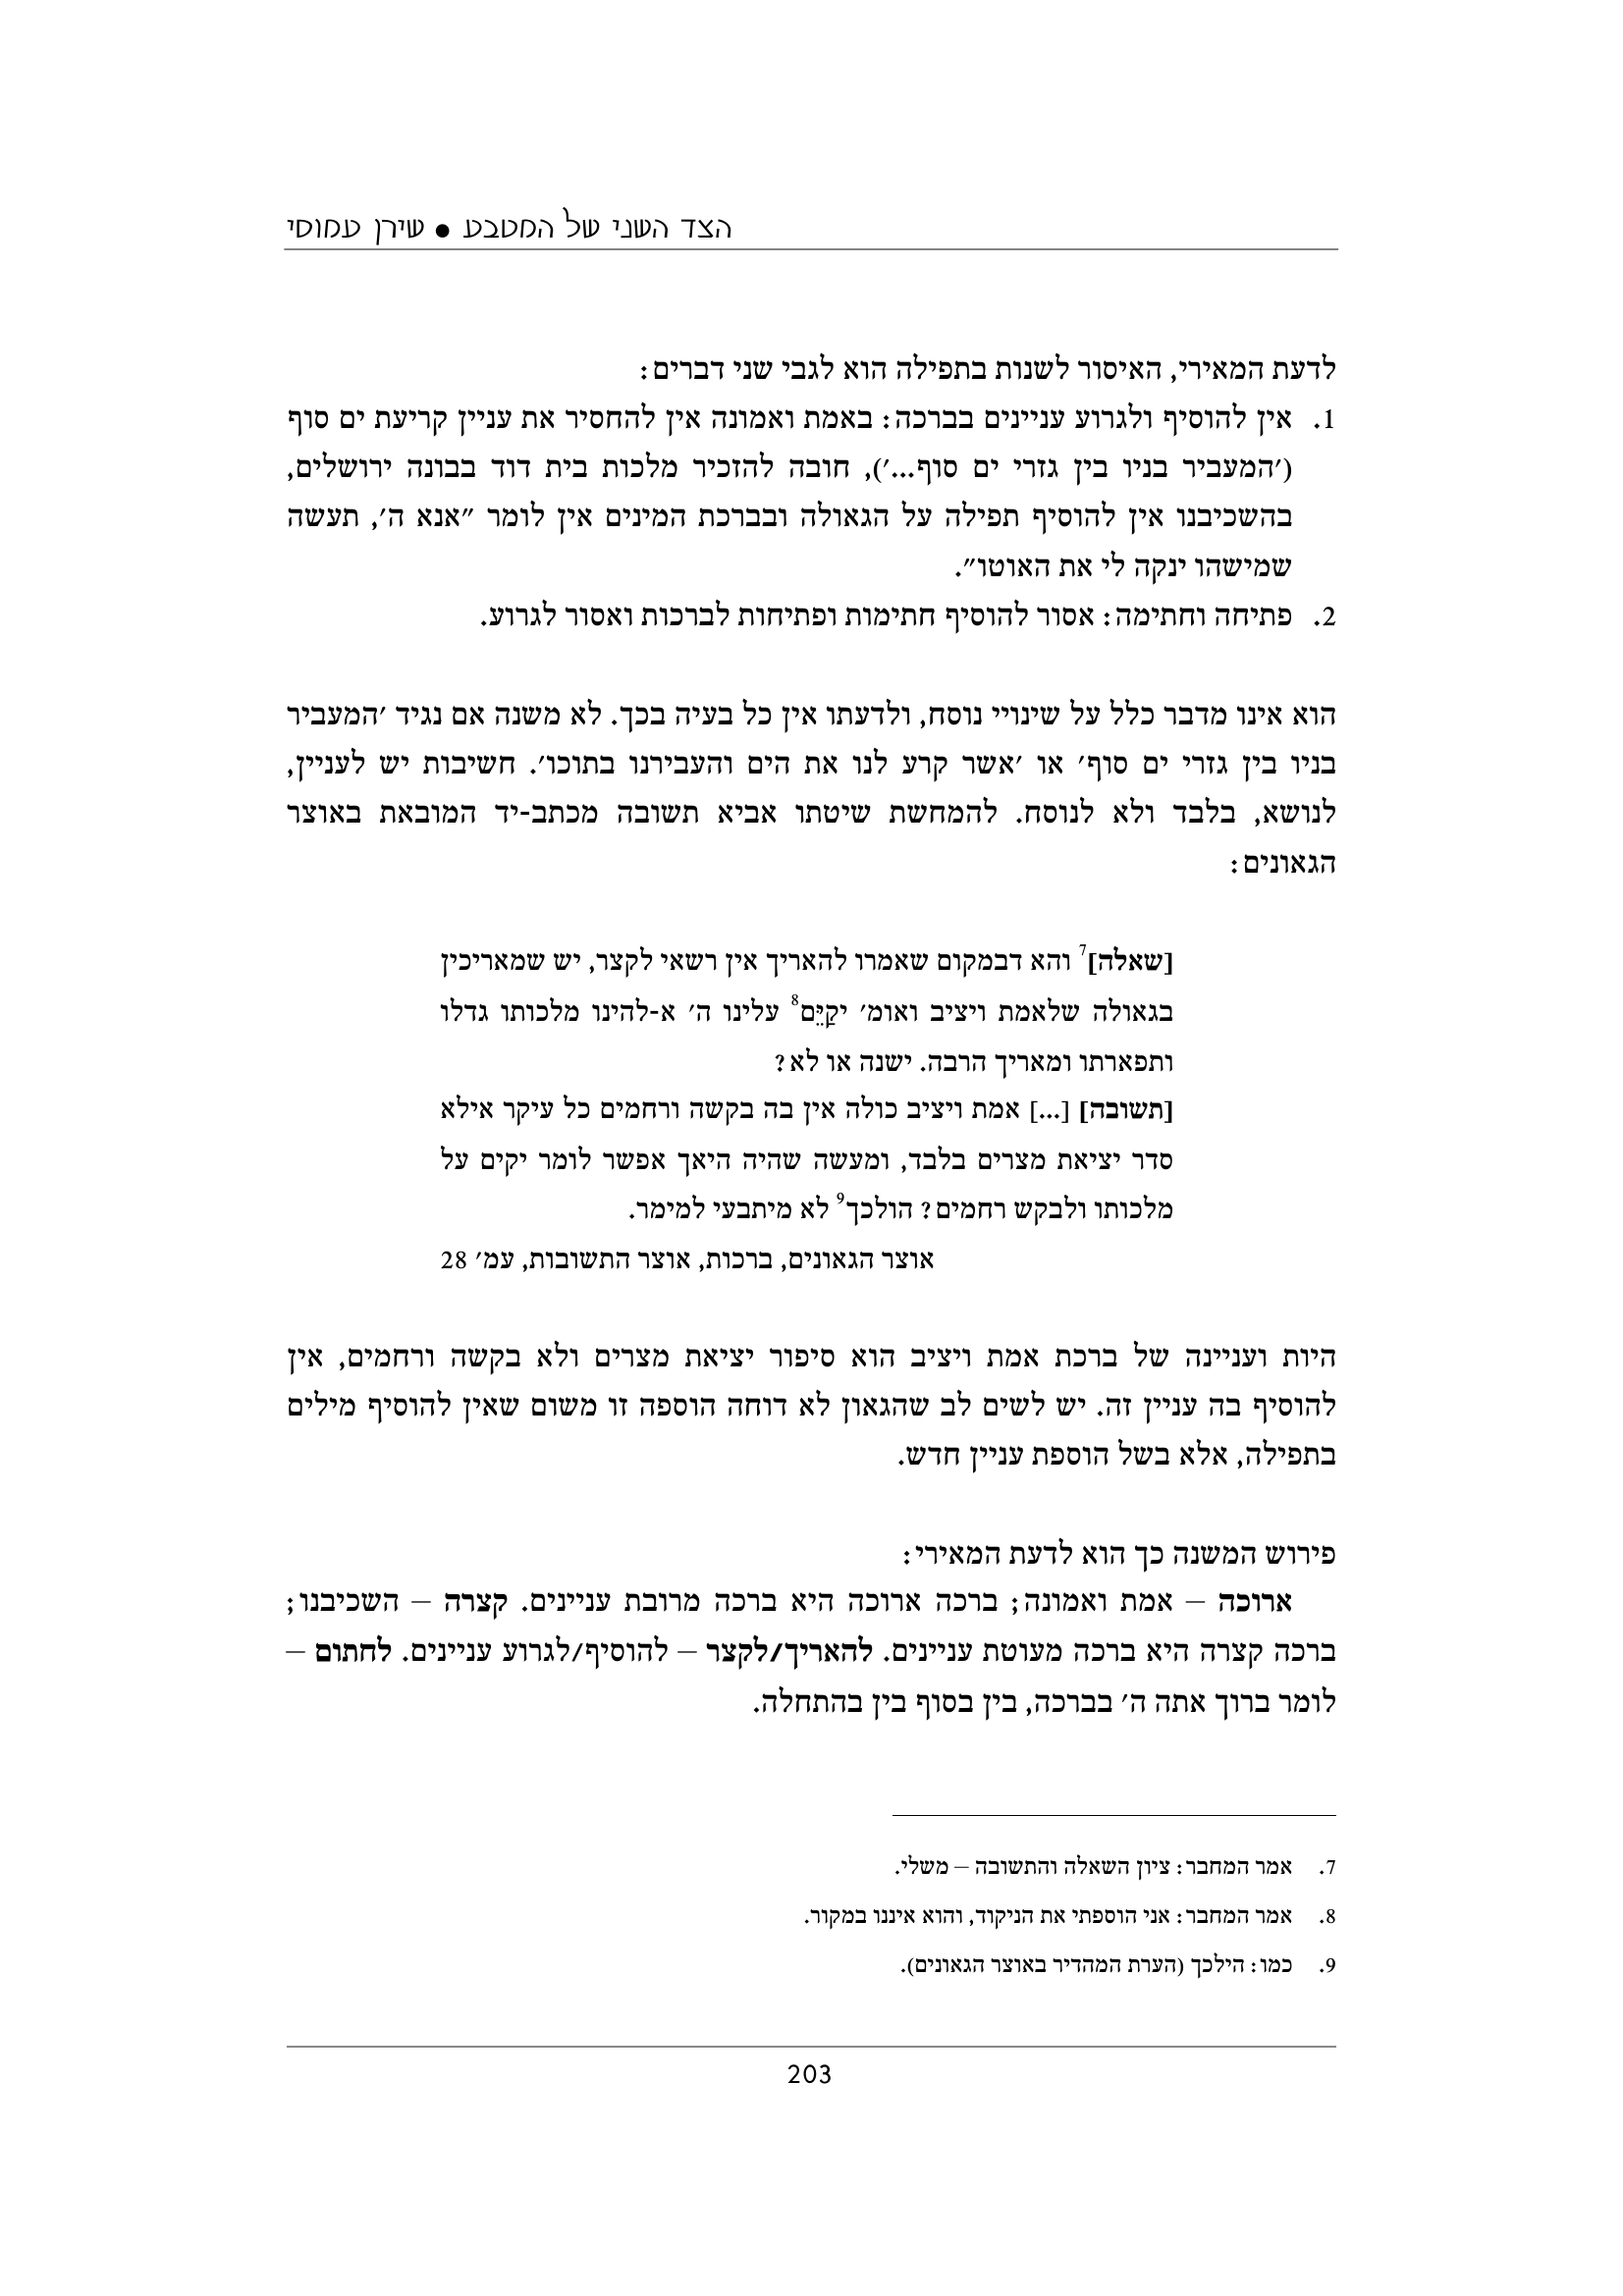 הצד השני של המטבע ● שירן עמוסי
לדעת המאירי, האיסור לשנות בתפילה הוא לגבי שני דברים:
1. אין להוסיף ולגרוע עניינים בברכה: באמת ואמונה אין להחסיר את עניין קריעת ים סוף
('המעביר בניו בין גזרי ים סוף...'), חובה להזכיר מלכות בית דוד בבונה ירושלים,
בהשכיבנו אין להוסיף תפילה על הגאולה ובברכת המינים אין לומר "אנא ה', תעשה
שמישהו ינקה לי את האוטו".
2. פתיחה וחתימה: אסור להוסיף חתימות ופתיחות לברכות ואסור לגרוע.
הוא אינו מדבר כלל על שינויי נוסח, ולדעתו אין כל בעיה בכך. לא משנה אם נגיד 'המעביר
בניו בין גזרי ים סוף' או 'אשר קרע לנו את הים והעבירנו בתוכו'. חשיבות יש לעניין,
לנושא, בלבד ולא לנוסח. להמחשת שיטתו אביא תשובה מכתב-יד המובאת באוצר
הגאונים:
[שאלה]7 והא דבמקום שאמרו להאריך אין רשאי לקצר, יש שמאריכין
בגאולה שלאמת ויציב ואומ' יקַיֵּם8 עלינו ה' א-להינו מלכותו גדלו
ותפארתו ומאריך הרבה. ישנה או לא?
[תשובה] [...] אמת ויציב כולה אין בה בקשה ורחמים כל עיקר אילא
סדר יציאת מצרים בלבד, ומעשה שהיה היאך אפשר לומר יקים על
מלכותו ולבקש רחמים? הולכך9 לא מיתבעי למימר.
אוצר הגאונים, ברכות, אוצר התשובות, עמ' 28
היות ועניינה של ברכת אמת ויציב הוא סיפור יציאת מצרים ולא בקשה ורחמים, אין
להוסיף בה עניין זה. יש לשים לב שהגאון לא דוחה הוספה זו משום שאין להוסיף מילים
בתפילה, אלא בשל הוספת עניין חדש.
פירוש המשנה כך הוא לדעת המאירי:
ארוכה – אמת ואמונה; ברכה ארוכה היא ברכה מרובת עניינים. קצרה – השכיבנו;
ברכה קצרה היא ברכה מעוטת עניינים. להאריך/לקצר – להוסיף/לגרוע עניינים. לחתום –
לומר ברוך אתה ה' בברכה, בין בסוף בין בהתחלה.
7. אמר המחבר: ציון השאלה והתשובה – משלי.
8. אמר המחבר: אני הוספתי את הניקוד, והוא איננו במקור.
9. כמו: הילכך (הערת המהדיר באוצר הגאונים).
203